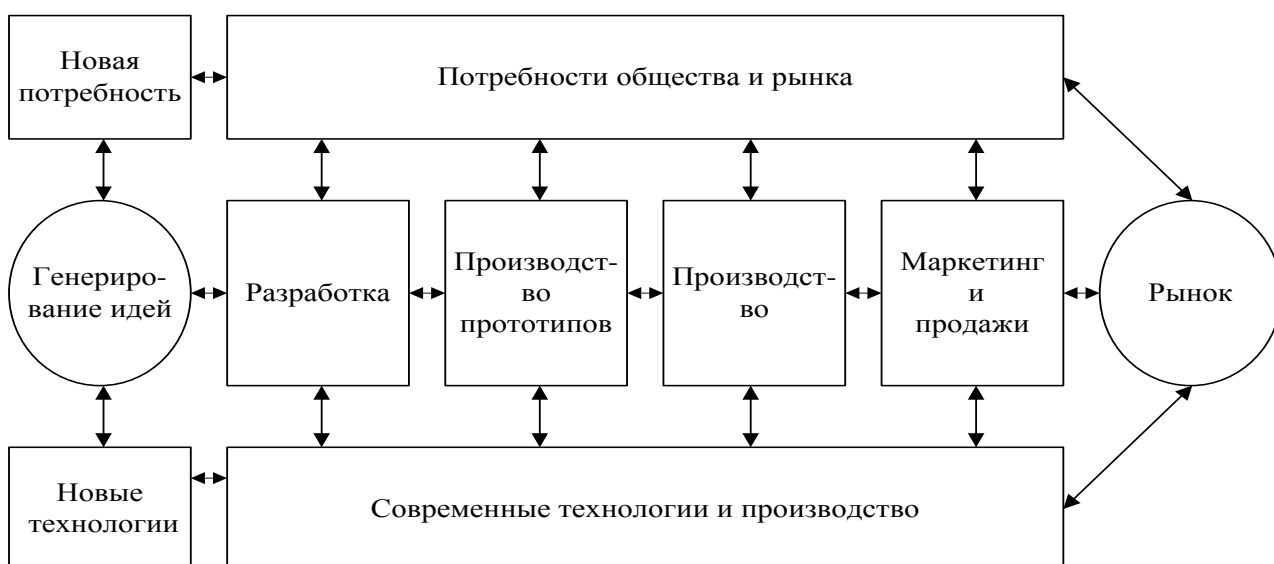 Новая
потребность
Потребности общества и рынка
Генериро-
вание идей
Разработка
Производст-
во
прототипов
Производст-
во
Маркетинг
и
продажи
Рынок
Новые
технологии
Современные технологии и производство